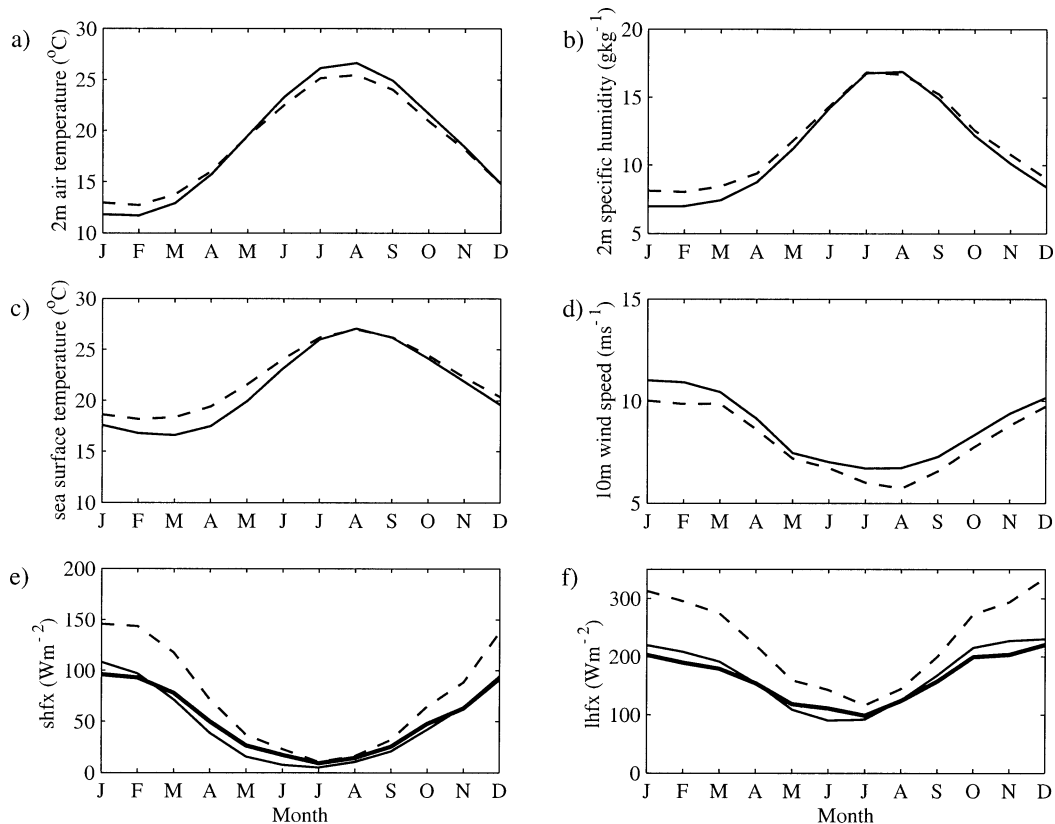 a)
2m air temperature (°C)
30
25
20
15
10
J F M A M J J A S O N D
b)
2m specific humidity (gkg⁻¹)
20
15
10
5
J F M A M J J A S O N D
c)
sea surface temperature (°C)
30
25
20
15
10
J F M A M J J A S O N D
d)
10m wind speed (ms⁻¹)
15
10
5
J F M A M J J A S O N D
e)
shfx (Wm⁻²)
200
150
100
50
0
J F M A M J J A S O N D
Month
f)
lhfx (Wm⁻²)
300
200
100
0
J F M A M J J A S O N D
Month